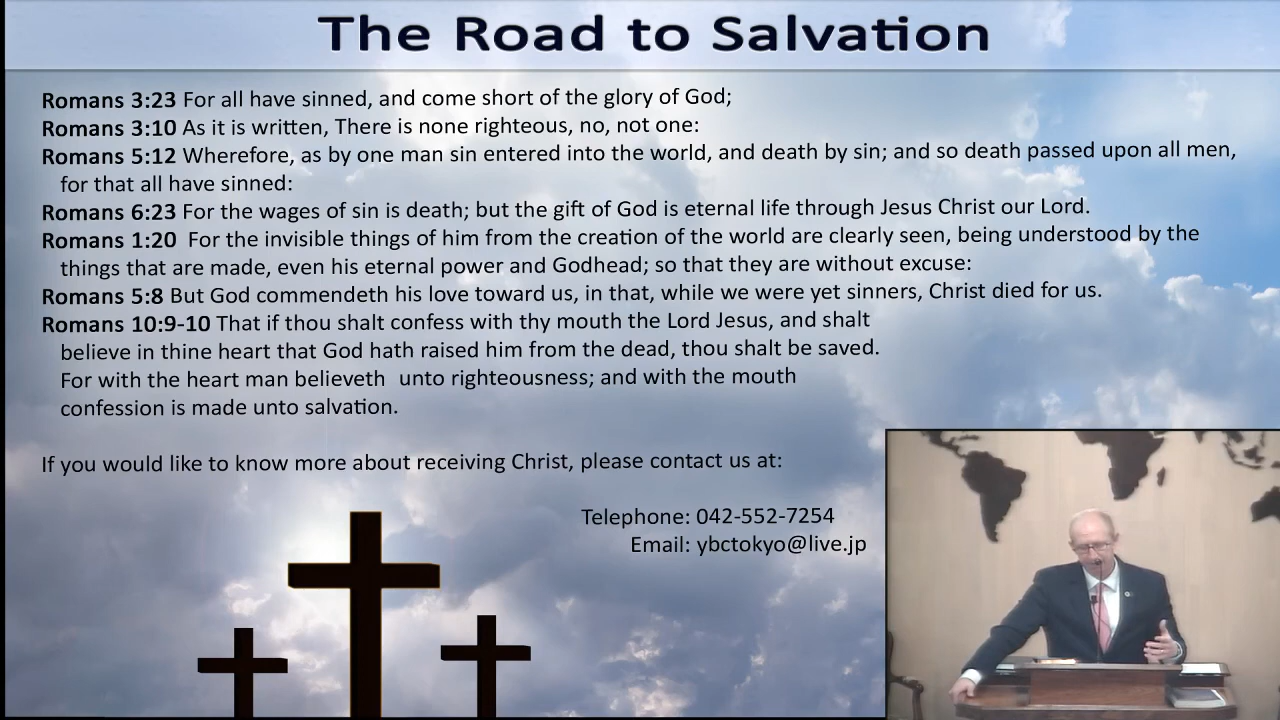 The Road to Salvation
Romans 3:23 For all have sinned, and come short of the glory of God;
Romans 3:10 As it is written, There is none righteous, no, not one:
Romans 5:12 Wherefore, as by one man sin entered into the world, and death by sin; and so death passed upon all men,
for that all have sinned:
Romans 6:23 For the wages of sin is death; but the gift of God is eternal life through Jesus Christ our Lord.
Romans 1:20 For the invisible things of him from the creation of the world are clearly seen, being understood by the
things that are made, even his eternal power and Godhead; so that they are without excuse:
Romans 5:8 But God commendeth his love toward us, in that, while we were yet sinners, Christ died for us.
Romans 10:9-10 That if thou shalt confess with thy mouth the Lord Jesus, and shalt
believe in thine heart that God hath raised him from the dead, thou shalt be saved.
For with the heart man believeth unto righteousness; and with the mouth
confession is made unto salvation.
If you would like to know more about receiving Christ, please contact us at:
Telephone: 042-552-7254
Email: ybctokyo@live.jp